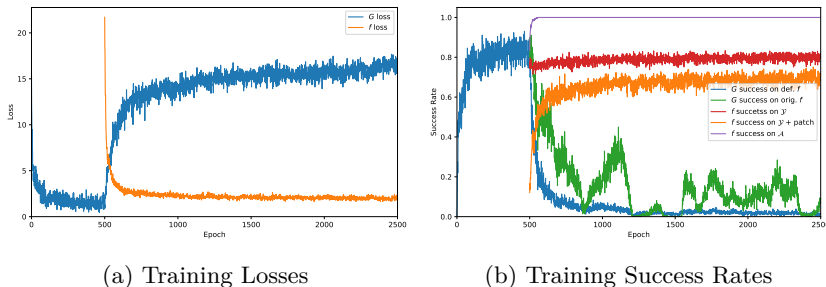 G loss
f loss
20
15
10
5
0
Loss
0
500
1000
1500
2000
2500
Epoch
(a) Training Losses
1.0
0.8
0.6
0.4
0.2
0.0
Success Rate
G success on def. f
G success on orig. f
f success on 𝒴
f success on 𝒴 + patch
f success on 𝒜
0
500
1000
1500
2000
2500
Epoch
(b) Training Success Rates